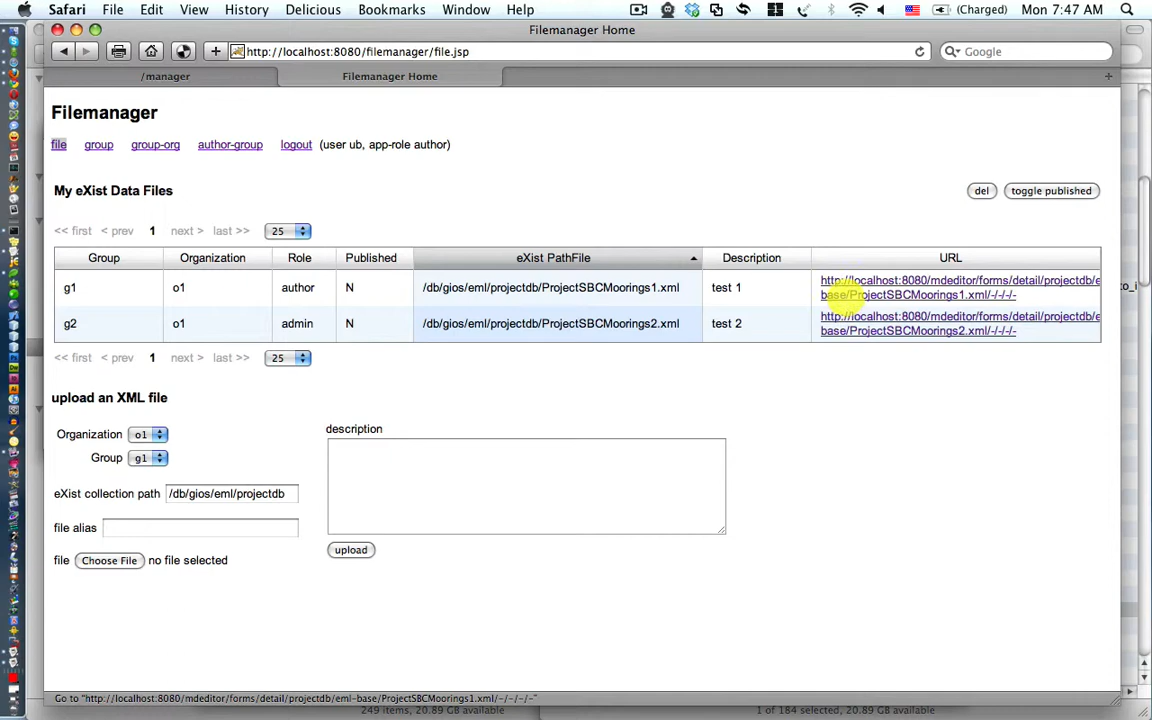 Safari File Edit View History Delicious Bookmarks Window Help (Charged) Mon 7:47 AM
Filemanager Home
http://localhost:8080/filemanager/file.jsp Google
/manager Filemanager Home
Filemanager
file group group-org author-group logout (user ub, app-role author)
My eXist Data Files del toggle published
<< first < prev 1 next > last >> 25
Group Organization Role Published eXist PathFile Description URL
g1 o1 author N /db/gios/eml/projectdb/ProjectSBCMoorings1.xml test 1 http://localhost:8080/mdeditor/forms/detail/projectdb/e
base/ProjectSBCMoorings1.xml/-/-/-/-
g2 o1 admin N /db/gios/eml/projectdb/ProjectSBCMoorings2.xml test 2 http://localhost:8080/mdeditor/forms/detail/projectdb/e
base/ProjectSBCMoorings2.xml/-/-/-/-
<< first < prev 1 next > last >> 25
upload an XML file
Organization o1
description
Group g1
eXist collection path /db/gios/eml/projectdb
file alias
upload
file Choose File no file selected
Go to "http://localhost:8080/mdeditor/forms/detail/projectdb/eml-base/ProjectSBCMoorings1.xml/-/-/-/-"
249 items, 20.89 GB available 1 of 184 selected, 20.89 GB available